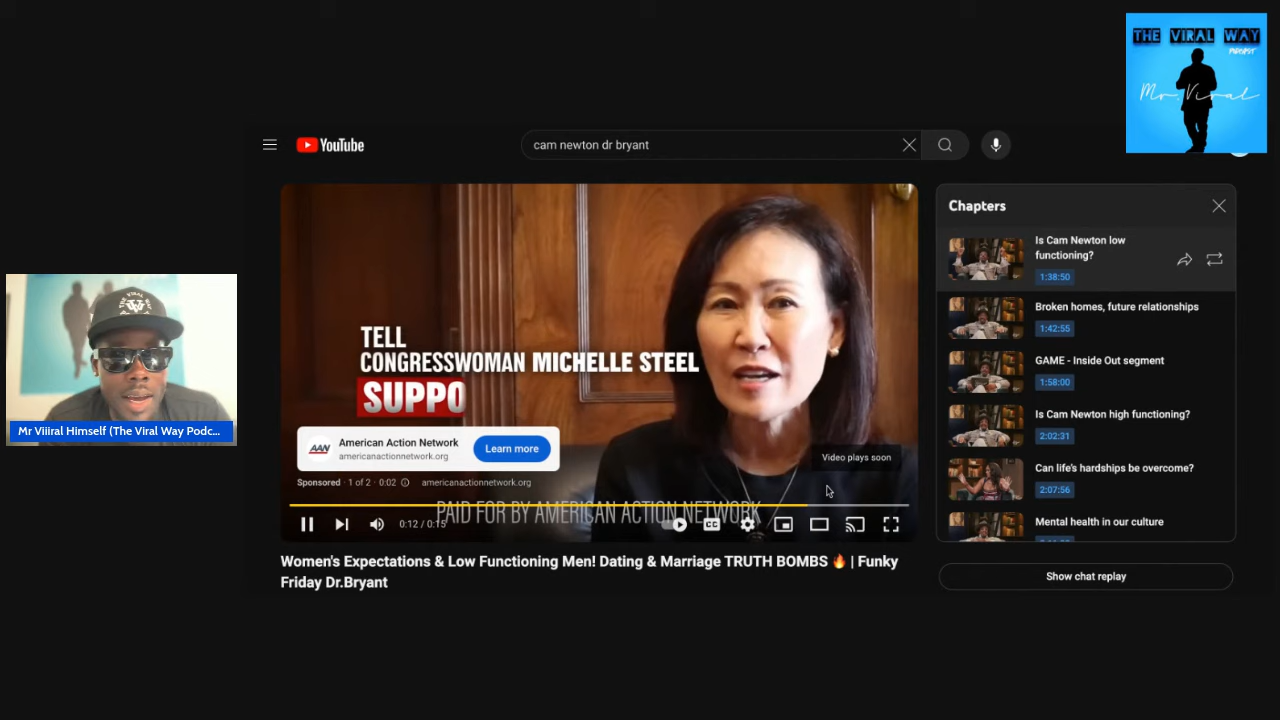 THE VIRAL WAY
PODCAST
Mr. Viral
YouTube
cam newton dr bryant
TELL
CONGRESSWOMAN MICHELLE STEEL
SUPPO
AAN
American Action Network
americanactionnetwork.org
Learn more
Video plays soon
Sponsored · 1 of 2 · 0:02
americanactionnetwork.org
PAID FOR BY AMERICAN ACTION NETWORK
0:12 / 0:15
CC
Women's Expectations & Low Functioning Men! Dating & Marriage TRUTH BOMBS 🔥 | Funky
Friday Dr.Bryant
Chapters
Is Cam Newton low
functioning?
1:38:50
Broken homes, future relationships
1:42:55
GAME - Inside Out segment
1:58:00
Is Cam Newton high functioning?
2:02:31
Can life's hardships be overcome?
2:07:56
Mental health in our culture
Show chat replay
THE VIRAL WAY
Mr Viiiral Himself (The Viral Way Podc...